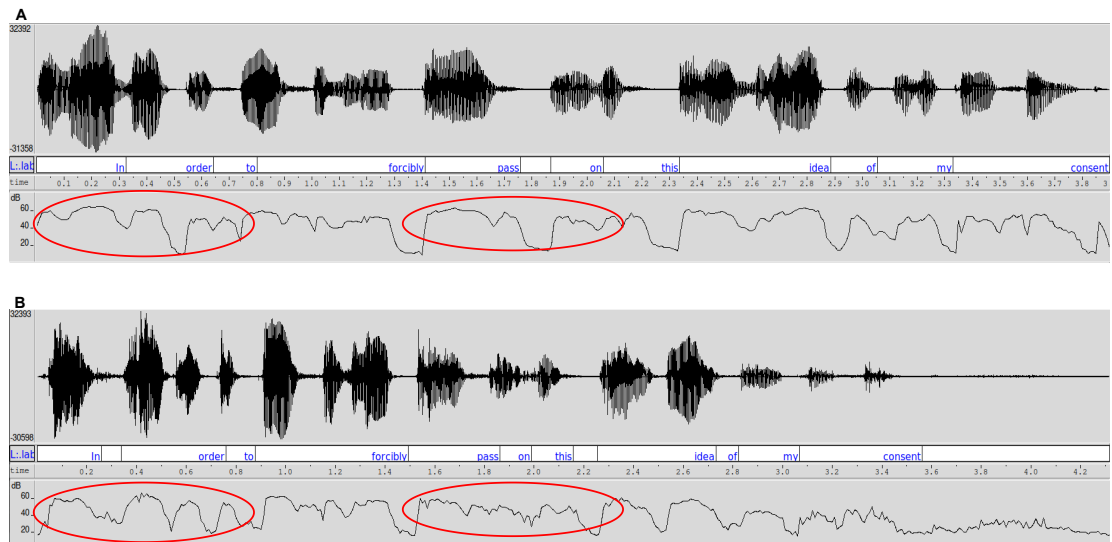 A
32392
-31358
L:.lab In order to forcibly pass on this idea of my consent
time 0.1 0.2 0.3 0.4 0.5 0.6 0.7 0.8 0.9 1.0 1.1 1.2 1.3 1.4 1.5 1.6 1.7 1.8 1.9 2.0 2.1 2.2 2.3 2.4 2.5 2.6 2.7 2.8 2.9 3.0 3.1 3.2 3.3 3.4 3.5 3.6 3.7 3.8 3
dB
60
40
20
B
32393
-30598
L:.lab In order to forcibly pass on this idea of my consent
time 0.2 0.4 0.6 0.8 1.0 1.2 1.4 1.6 1.8 2.0 2.2 2.4 2.6 2.8 3.0 3.2 3.4 3.6 3.8 4.0 4.2
dB
60
40
20